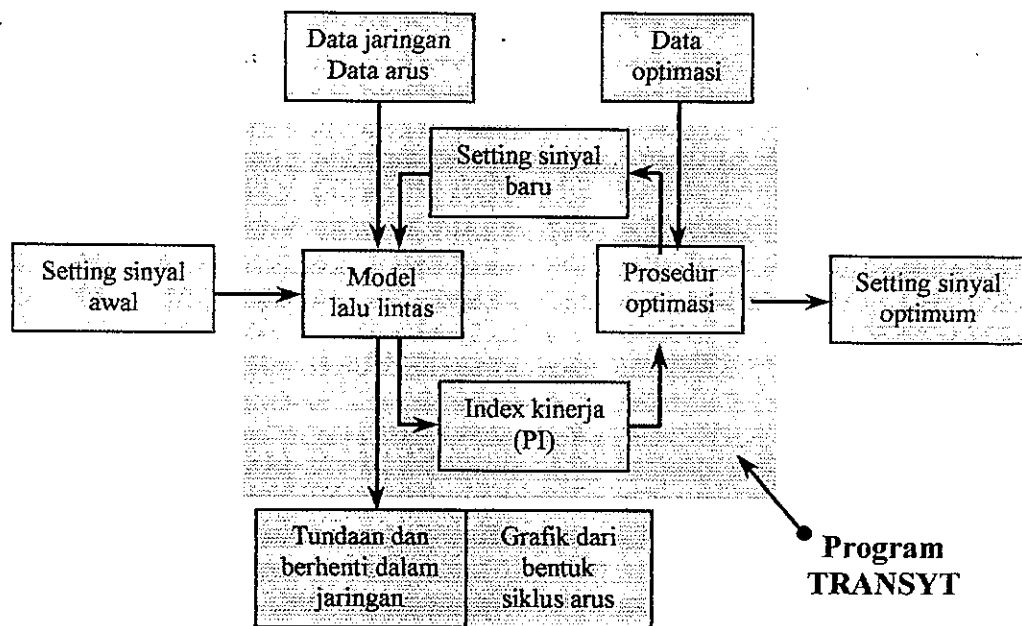 Data jaringan
Data arus
Data
optimasi
Setting sinyal
baru
Setting sinyal
awal
Model
lalu lintas
Prosedur
optimasi
Setting sinyal
optimum
Index kinerja
(PI)
Tundaan dan
berhenti dalam
jaringan
Grafik dari
bentuk
siklus arus
Program
TRANSYT